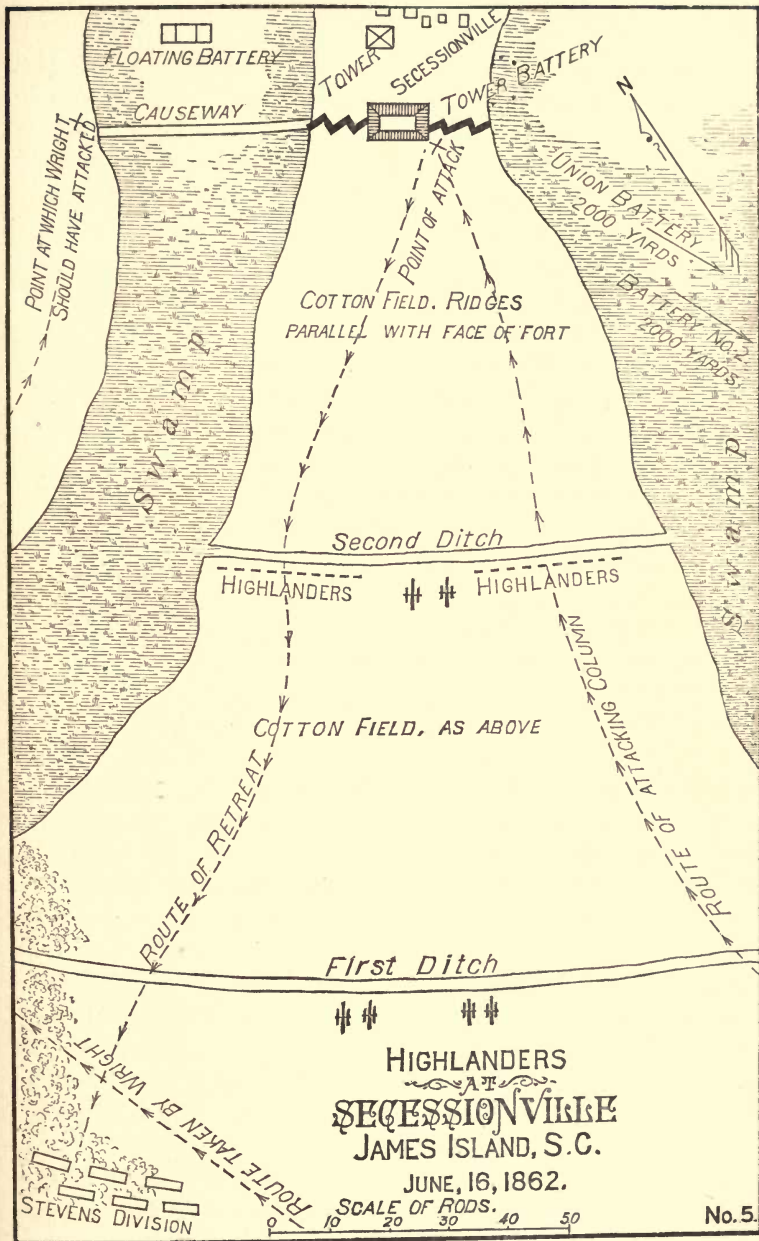 FLOATING BATTERY
TOWER
SECESSIONVILLE
TOWER BATTERY
CAUSEWAY
N
POINT AT WHICH WRIGHT
SHOULD HAVE ATTACKED
POINT OF ATTACK
UNION BATTERY
2000 YARDS
BATTERY NO. 2
2000 YARDS.
COTTON FIELD. RIDGES
PARALLEL WITH FACE OF FORT
Swamp
Swamp
Second Ditch
HIGHLANDERS
HIGHLANDERS
COTTON FIELD, AS ABOVE
ROUTE OF RETREAT
ROUTE OF ATTACKING COLUMN
First Ditch
ROUTE TAKEN BY WRIGHT
STEVENS DIVISION
HIGHLANDERS
AT
SECESSIONVILLE
JAMES ISLAND, S.C.
JUNE, 16, 1862.
SCALE OF RODS.
0 10 20 30 50
No. 5.